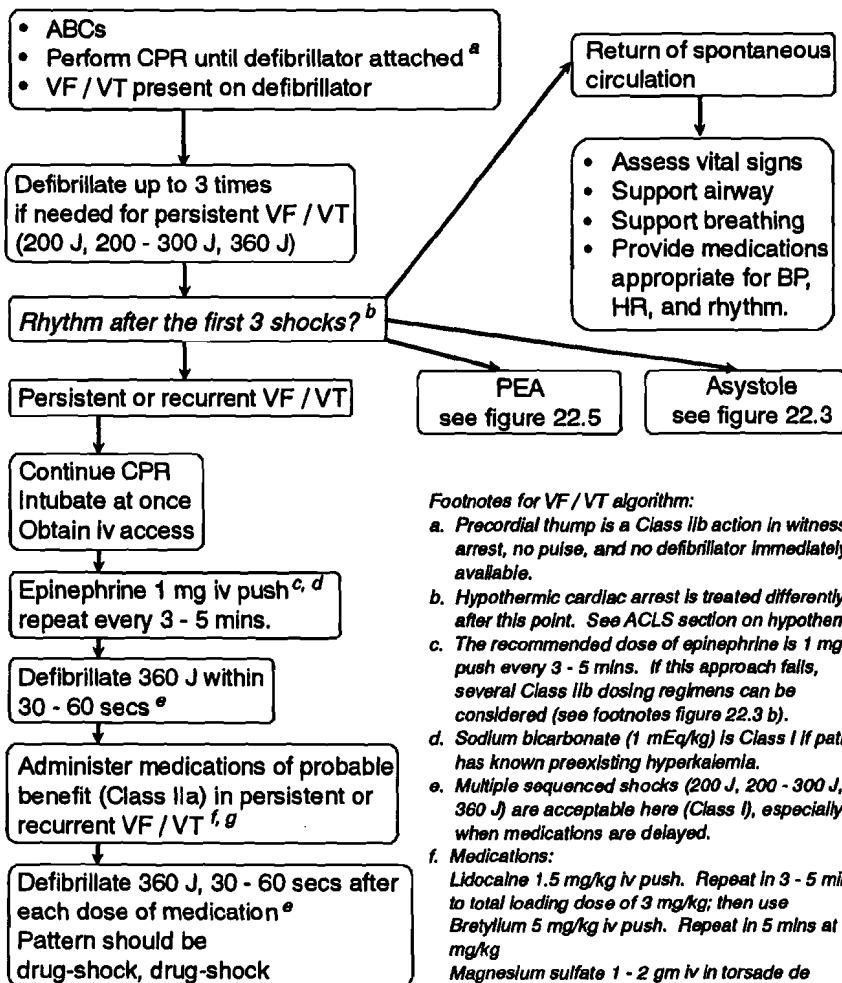 • ABCs
• Perform CPR until defibrillator attached a
• VF / VT present on defibrillator
Defibrillate up to 3 times
if needed for persistent VF / VT
(200 J, 200 - 300 J, 360 J)
Rhythm after the first 3 shocks? b
Return of spontaneous
circulation
• Assess vital signs
• Support airway
• Support breathing
• Provide medications
appropriate for BP,
HR, and rhythm.
Persistent or recurrent VF / VT
PEA
see figure 22.5
Asystole
see figure 22.3
Continue CPR
Intubate at once
Obtain iv access
Epinephrine 1 mg iv push c, d
repeat every 3 - 5 mins.
Defibrillate 360 J within
30 - 60 secs e
Administer medications of probable
benefit (Class IIa) in persistent or
recurrent VF / VT f, g
Defibrillate 360 J, 30 - 60 secs after
each dose of medication e
Pattern should be
drug-shock, drug-shock
Footnotes for VF / VT algorithm:
a. Precordial thump is a Class IIb action in witness
arrest, no pulse, and no defibrillator immediately
available.
b. Hypothermic cardiac arrest is treated differently
after this point. See ACLS section on hypother
c. The recommended dose of epinephrine is 1 mg
push every 3 - 5 mins. If this approach fails,
several Class IIb dosing regimens can be
considered (see footnotes figure 22.3 b).
d. Sodium bicarbonate (1 mEq/kg) is Class I if pati
has known preexisting hyperkalemia.
e. Multiple sequenced shocks (200 J, 200 - 300 J,
360 J) are acceptable here (Class I), especially
when medications are delayed.
f. Medications:
Lidocaine 1.5 mg/kg iv push. Repeat in 3 - 5 min
to total loading dose of 3 mg/kg; then use
Bretylium 5 mg/kg iv push. Repeat in 5 mins at
mg/kg
Magnesium sulfate 1 - 2 gm iv in torsade de